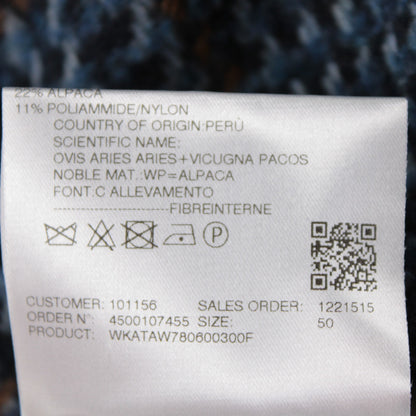 22% ALPACA
11% POLIAMMIDE/NYLON
COUNTRY OF ORIGIN:PERÙ
SCIENTIFIC NAME:
OVIS ARIES ARIES+VICUGNA PACOS
NOBLE MAT.:WP=ALPACA
FONT:C ALLEVAMENTO
--------------------FIBREINTERNE
P
CUSTOMER: 101156 SALES ORDER: 1221515
ORDER N°: 4500107455 SIZE: 50
PRODUCT: WKATAW780600300F